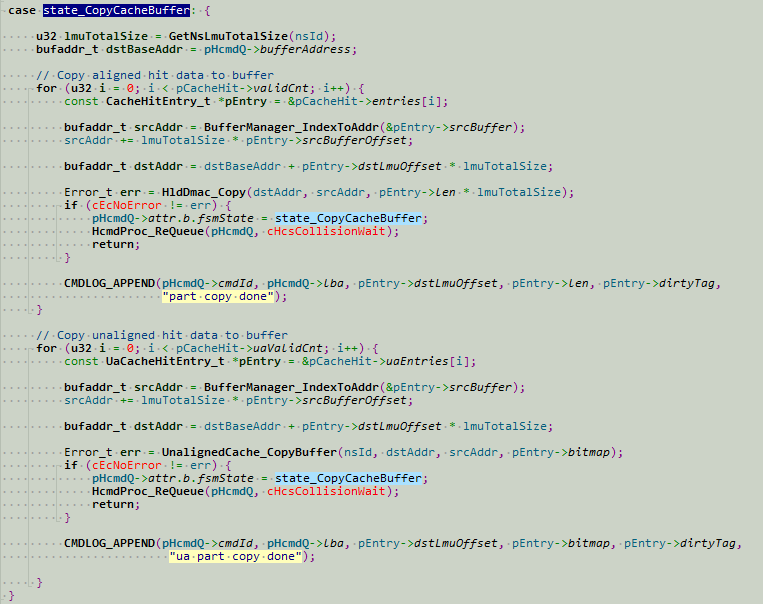 case state_CopyCacheBuffer: {
u32 lmuTotalSize = GetNsLmuTotalSize(nsId);
bufaddr_t dstBaseAddr = pHcmdQ->bufferAddress;
// Copy aligned hit data to buffer
for (u32 i = 0; i < pCacheHit->validCnt; i++) {
const CacheHitEntry_t *pEntry = &pCacheHit->entries[i];
bufaddr_t srcAddr = BufferManager_IndexToAddr(&pEntry->srcBuffer);
srcAddr += lmuTotalSize * pEntry->srcBufferOffset;
bufaddr_t dstAddr = dstBaseAddr + pEntry->dstLmuOffset * lmuTotalSize;
Error_t err = HldDmac_Copy(dstAddr, srcAddr, pEntry->len * lmuTotalSize);
if (cEcNoError != err) {
pHcmdQ->attr.b.fsmState = state_CopyCacheBuffer;
HcmdProc_ReQueue(pHcmdQ, cHcsCollisionWait);
return;
}
CMDLOG_APPEND(pHcmdQ->cmdId, pHcmdQ->lba, pEntry->dstLmuOffset, pEntry->len, pEntry->dirtyTag,
"part copy done");
}
// Copy unaligned hit data to buffer
for (u32 i = 0; i < pCacheHit->uaValidCnt; i++) {
const UaCacheHitEntry_t *pEntry = &pCacheHit->uaEntries[i];
bufaddr_t srcAddr = BufferManager_IndexToAddr(&pEntry->srcBuffer);
srcAddr += lmuTotalSize * pEntry->srcBufferOffset;
bufaddr_t dstAddr = dstBaseAddr + pEntry->dstLmuOffset * lmuTotalSize;
Error_t err = UnalignedCache_CopyBuffer(nsId, dstAddr, srcAddr, pEntry->bitmap);
if (cEcNoError != err) {
pHcmdQ->attr.b.fsmState = state_CopyCacheBuffer;
HcmdProc_ReQueue(pHcmdQ, cHcsCollisionWait);
return;
}
CMDLOG_APPEND(pHcmdQ->cmdId, pHcmdQ->lba, pEntry->dstLmuOffset, pEntry->bitmap, pEntry->dirtyTag,
"ua part copy done");
}
}